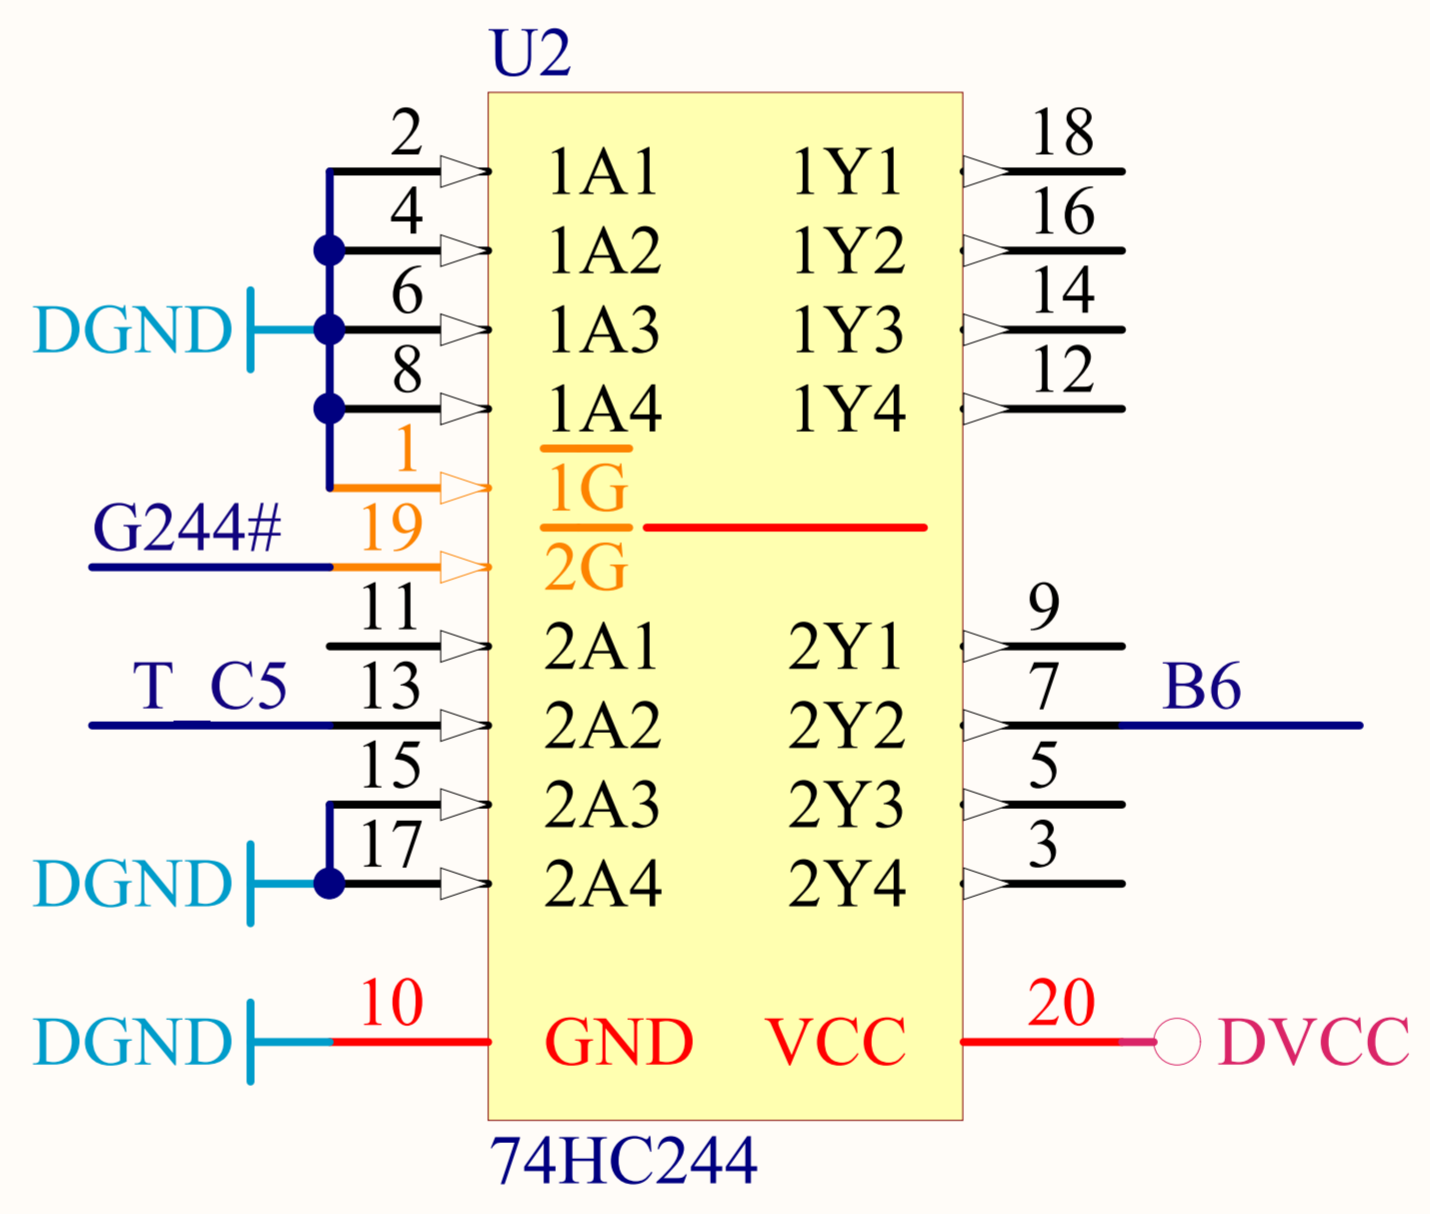 U2
2 1A1 1Y1 18
4 1A2 1Y2 16
DGND 6 1A3 1Y3 14
8 1A4 1Y4 12
1 1G
G244# 19 2G
11 2A1 2Y1 9
T_C5 13 2A2 2Y2 7 B6
15 2A3 2Y3 5
DGND 17 2A4 2Y4 3
DGND 10 GND VCC 20 DVCC
74HC244